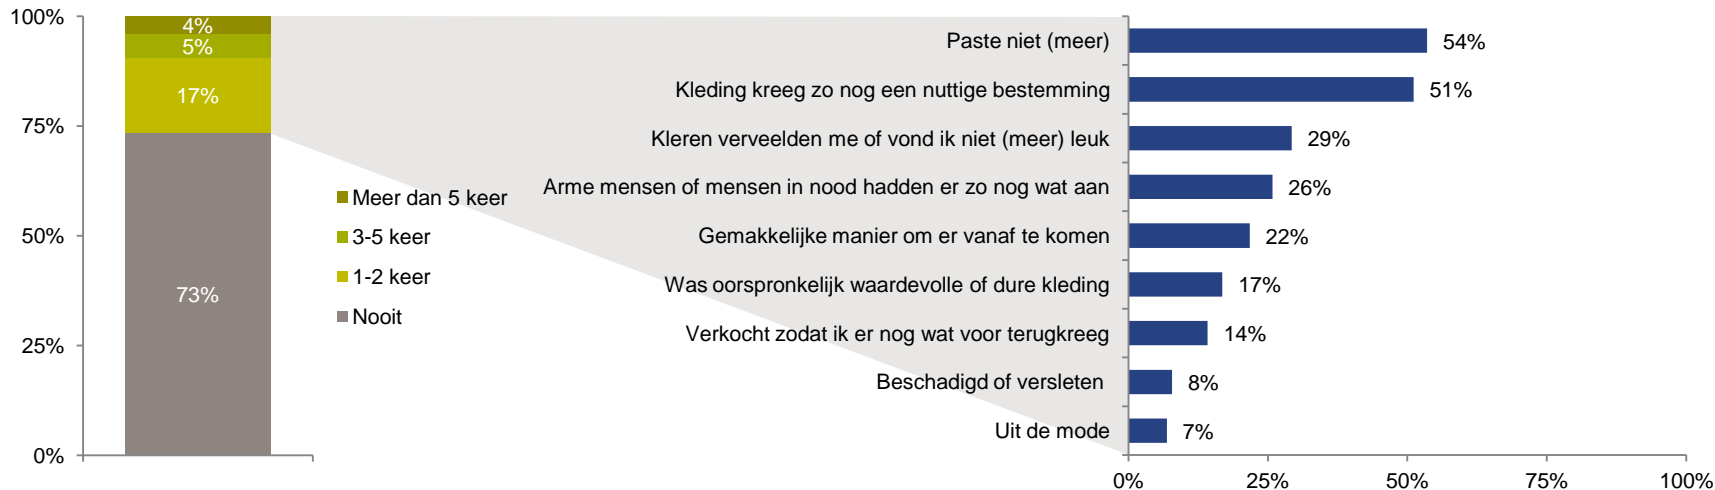 100%
75%
50%
25%
0%
4%
5%
17%
73%
Meer dan 5 keer
3-5 keer
1-2 keer
Nooit
Paste niet (meer) 54%
Kleding kreeg zo nog een nuttige bestemming 51%
Kleren verveelden me of vond ik niet (meer) leuk 29%
Arme mensen of mensen in nood hadden er zo nog wat aan 26%
Gemakkelijke manier om er vanaf te komen 22%
Was oorspronkelijk waardevolle of dure kleding 17%
Verkocht zodat ik er nog wat voor terugkreeg 14%
Beschadigd of versleten 8%
Uit de mode 7%
0% 25% 50% 75% 100%